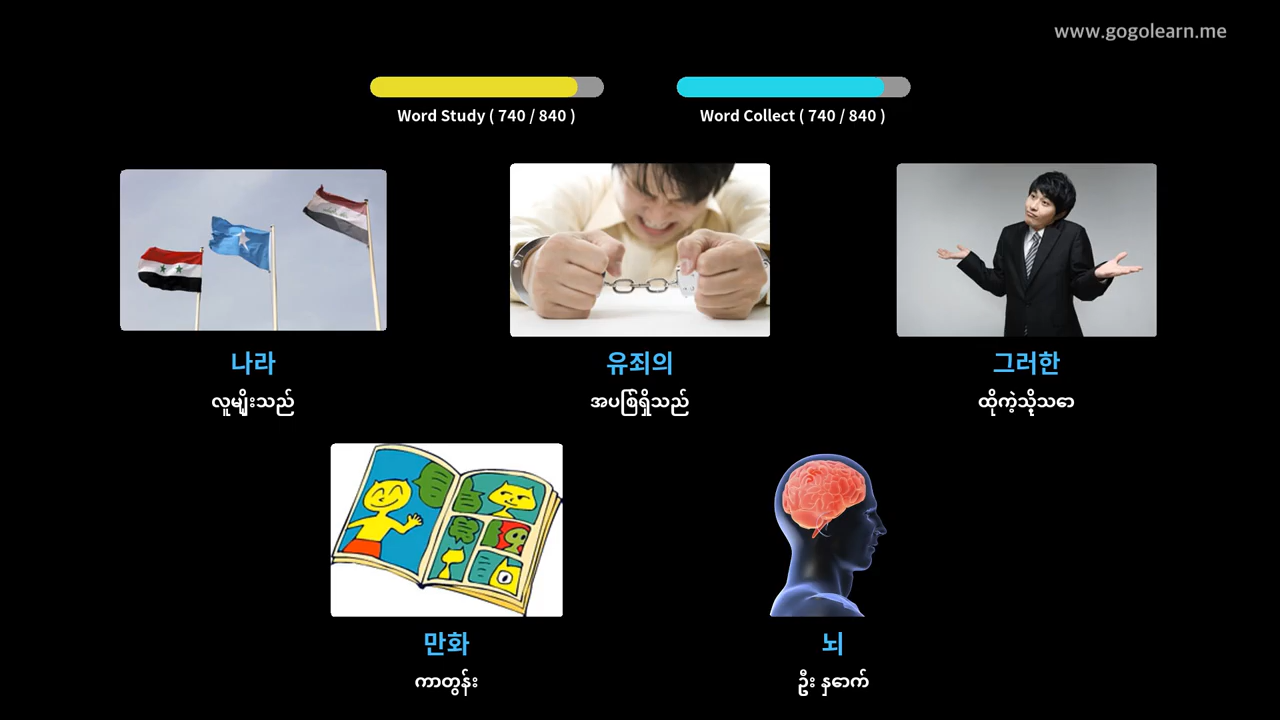 www.gogolearn.me
Word Study ( 740 / 840 )
Word Collect ( 740 / 840 )
나라
유죄의
그러한
လူမျိုးသည်
အပစ်ရှိသည်
ထိုကဲ့သို့သော
만화
뇌
ကာတွန်း
ဦး နှောက်